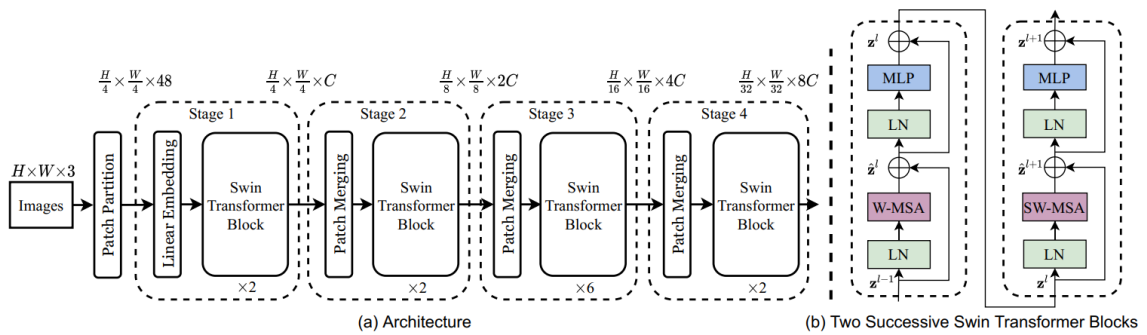 H/4 × W/4 × 48
H/4 × W/4 × C
H/8 × W/8 × 2C
H/16 × W/16 × 4C
H/32 × W/32 × 8C
Stage 1
Stage 2
Stage 3
Stage 4
H×W×3
Images
Patch Partition
Linear Embedding
Swin
Transformer
Block
×2
Patch Merging
Swin
Transformer
Block
×2
Patch Merging
Swin
Transformer
Block
×6
Patch Merging
Swin
Transformer
Block
×2
(a) Architecture
z^l
MLP
LN
ẑ^l
W-MSA
LN
z^{l-1}
z^{l+1}
MLP
LN
ẑ^{l+1}
SW-MSA
LN
z^l
(b) Two Successive Swin Transformer Blocks